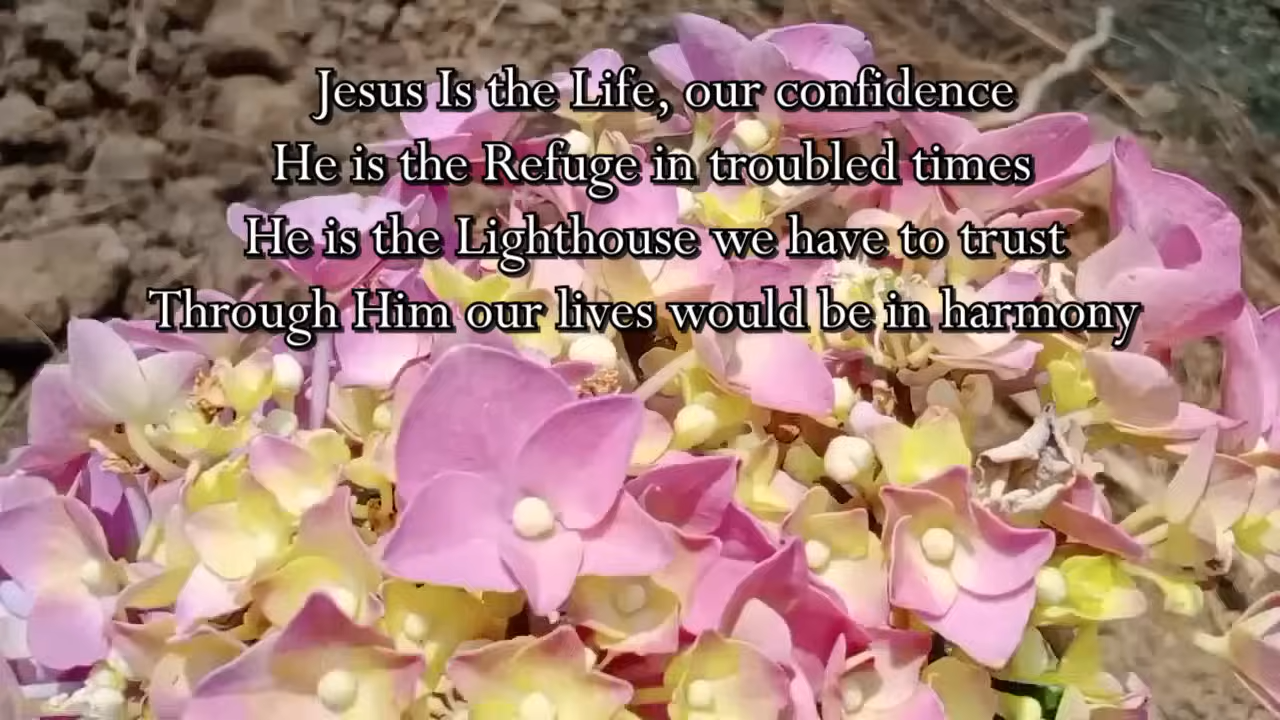 Jesus Is the Life, our confidence
He is the Refuge in troubled times
He is the Lighthouse we have to trust
Through Him our lives would be in harmony